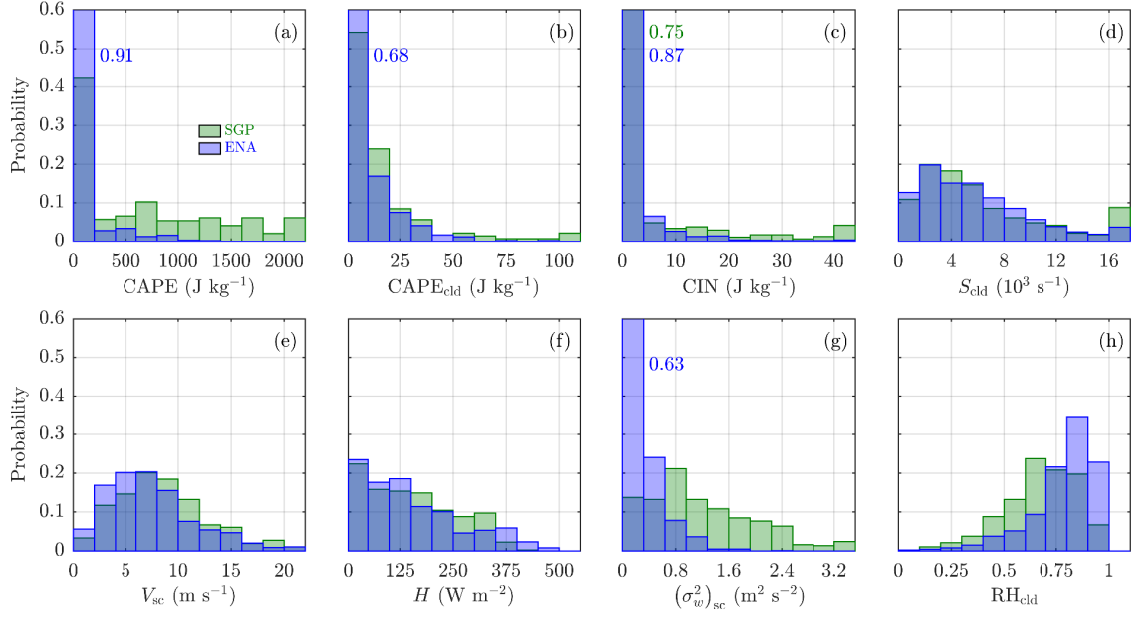 0.6
0.5
0.4
0.3
0.2
0.1
0
Probability
(a)
0.91
SGP
ENA
0 500 1000 1500 2000
CAPE (J kg⁻¹)
(b)
0.68
0 25 50 75 100
CAPE_cld (J kg⁻¹)
(c)
0.75
0.87
0 10 20 30 40
CIN (J kg⁻¹)
(d)
0 4 8 12 16
S_cld (10³ s⁻¹)
0.6
0.5
0.4
0.3
0.2
0.1
0
Probability
(e)
0 5 10 15 20
V_sc (m s⁻¹)
(f)
0 125 250 375 500
H (W m⁻²)
(g)
0.63
0 0.8 1.6 2.4 3.2
(σ²_w)_sc (m² s⁻²)
(h)
0 0.25 0.5 0.75 1
RH_cld